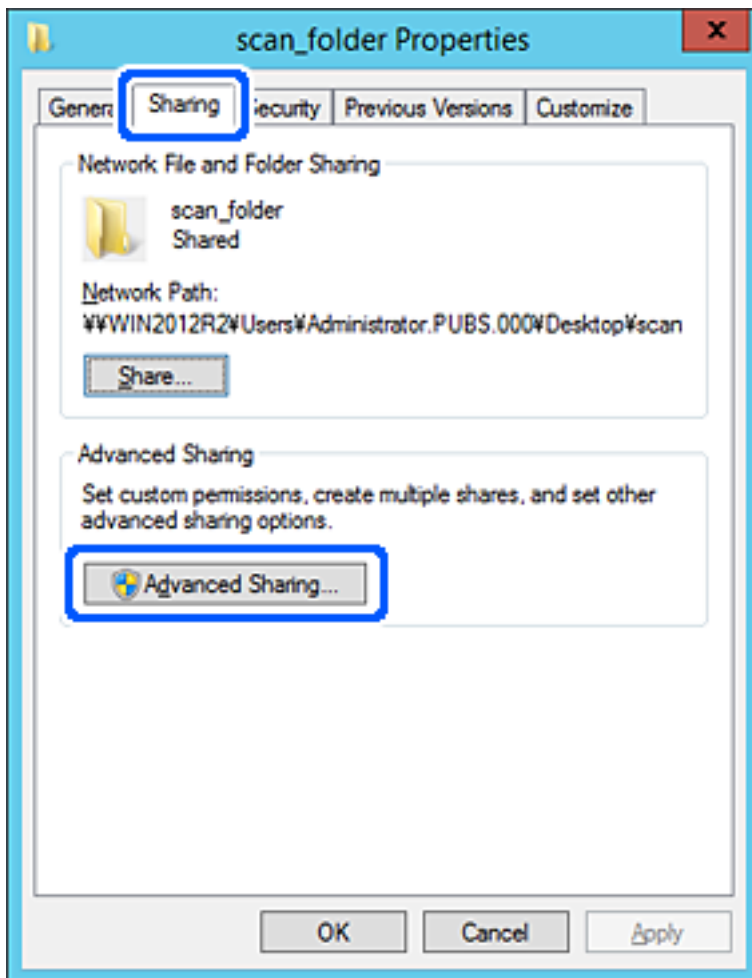 scan_folder Properties
x
Genera Sharing ecurity Previous Versions Customize
Network File and Folder Sharing
scan_folder
Shared
Network Path:
¥¥WIN2012R2¥Users¥Administrator.PUBS.000¥Desktop¥scan
Share...
Advanced Sharing
Set custom permissions, create multiple shares, and set other
advanced sharing options.
Advanced Sharing...
OK Cancel Apply